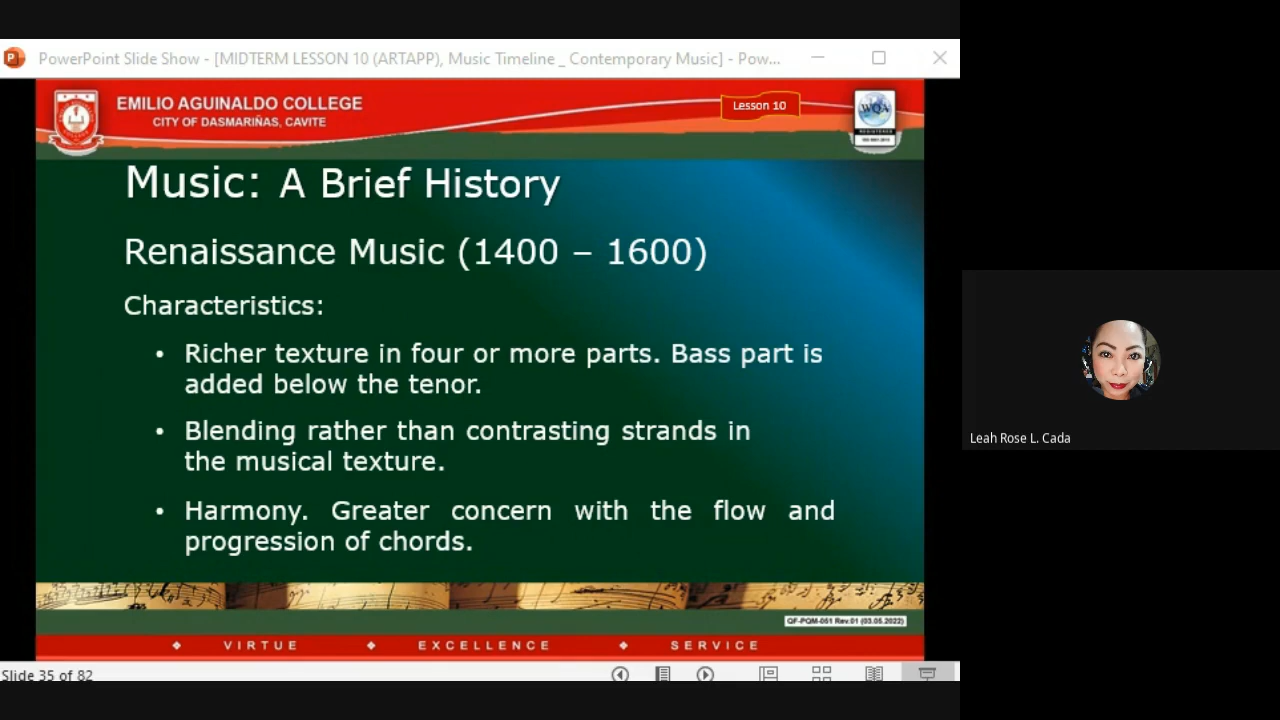 PowerPoint Slide Show - [MIDTERM LESSON 10 (ARTAPP), Music Timeline _ Contemporary Music] - Pow...
EMILIO AGUINALDO COLLEGE
CITY OF DASMARIÑAS, CAVITE
Lesson 10
WQA
Music: A Brief History
Renaissance Music (1400 – 1600)
Characteristics:
• Richer texture in four or more parts. Bass part is
added below the tenor.
• Blending rather than contrasting strands in
the musical texture.
• Harmony. Greater concern with the flow and
progression of chords.
Leah Rose L. Cada
QF-PQM-051 Rev.01 (03.05.2022)
VIRTUE EXCELLENCE SERVICE
Slide 35 of 82